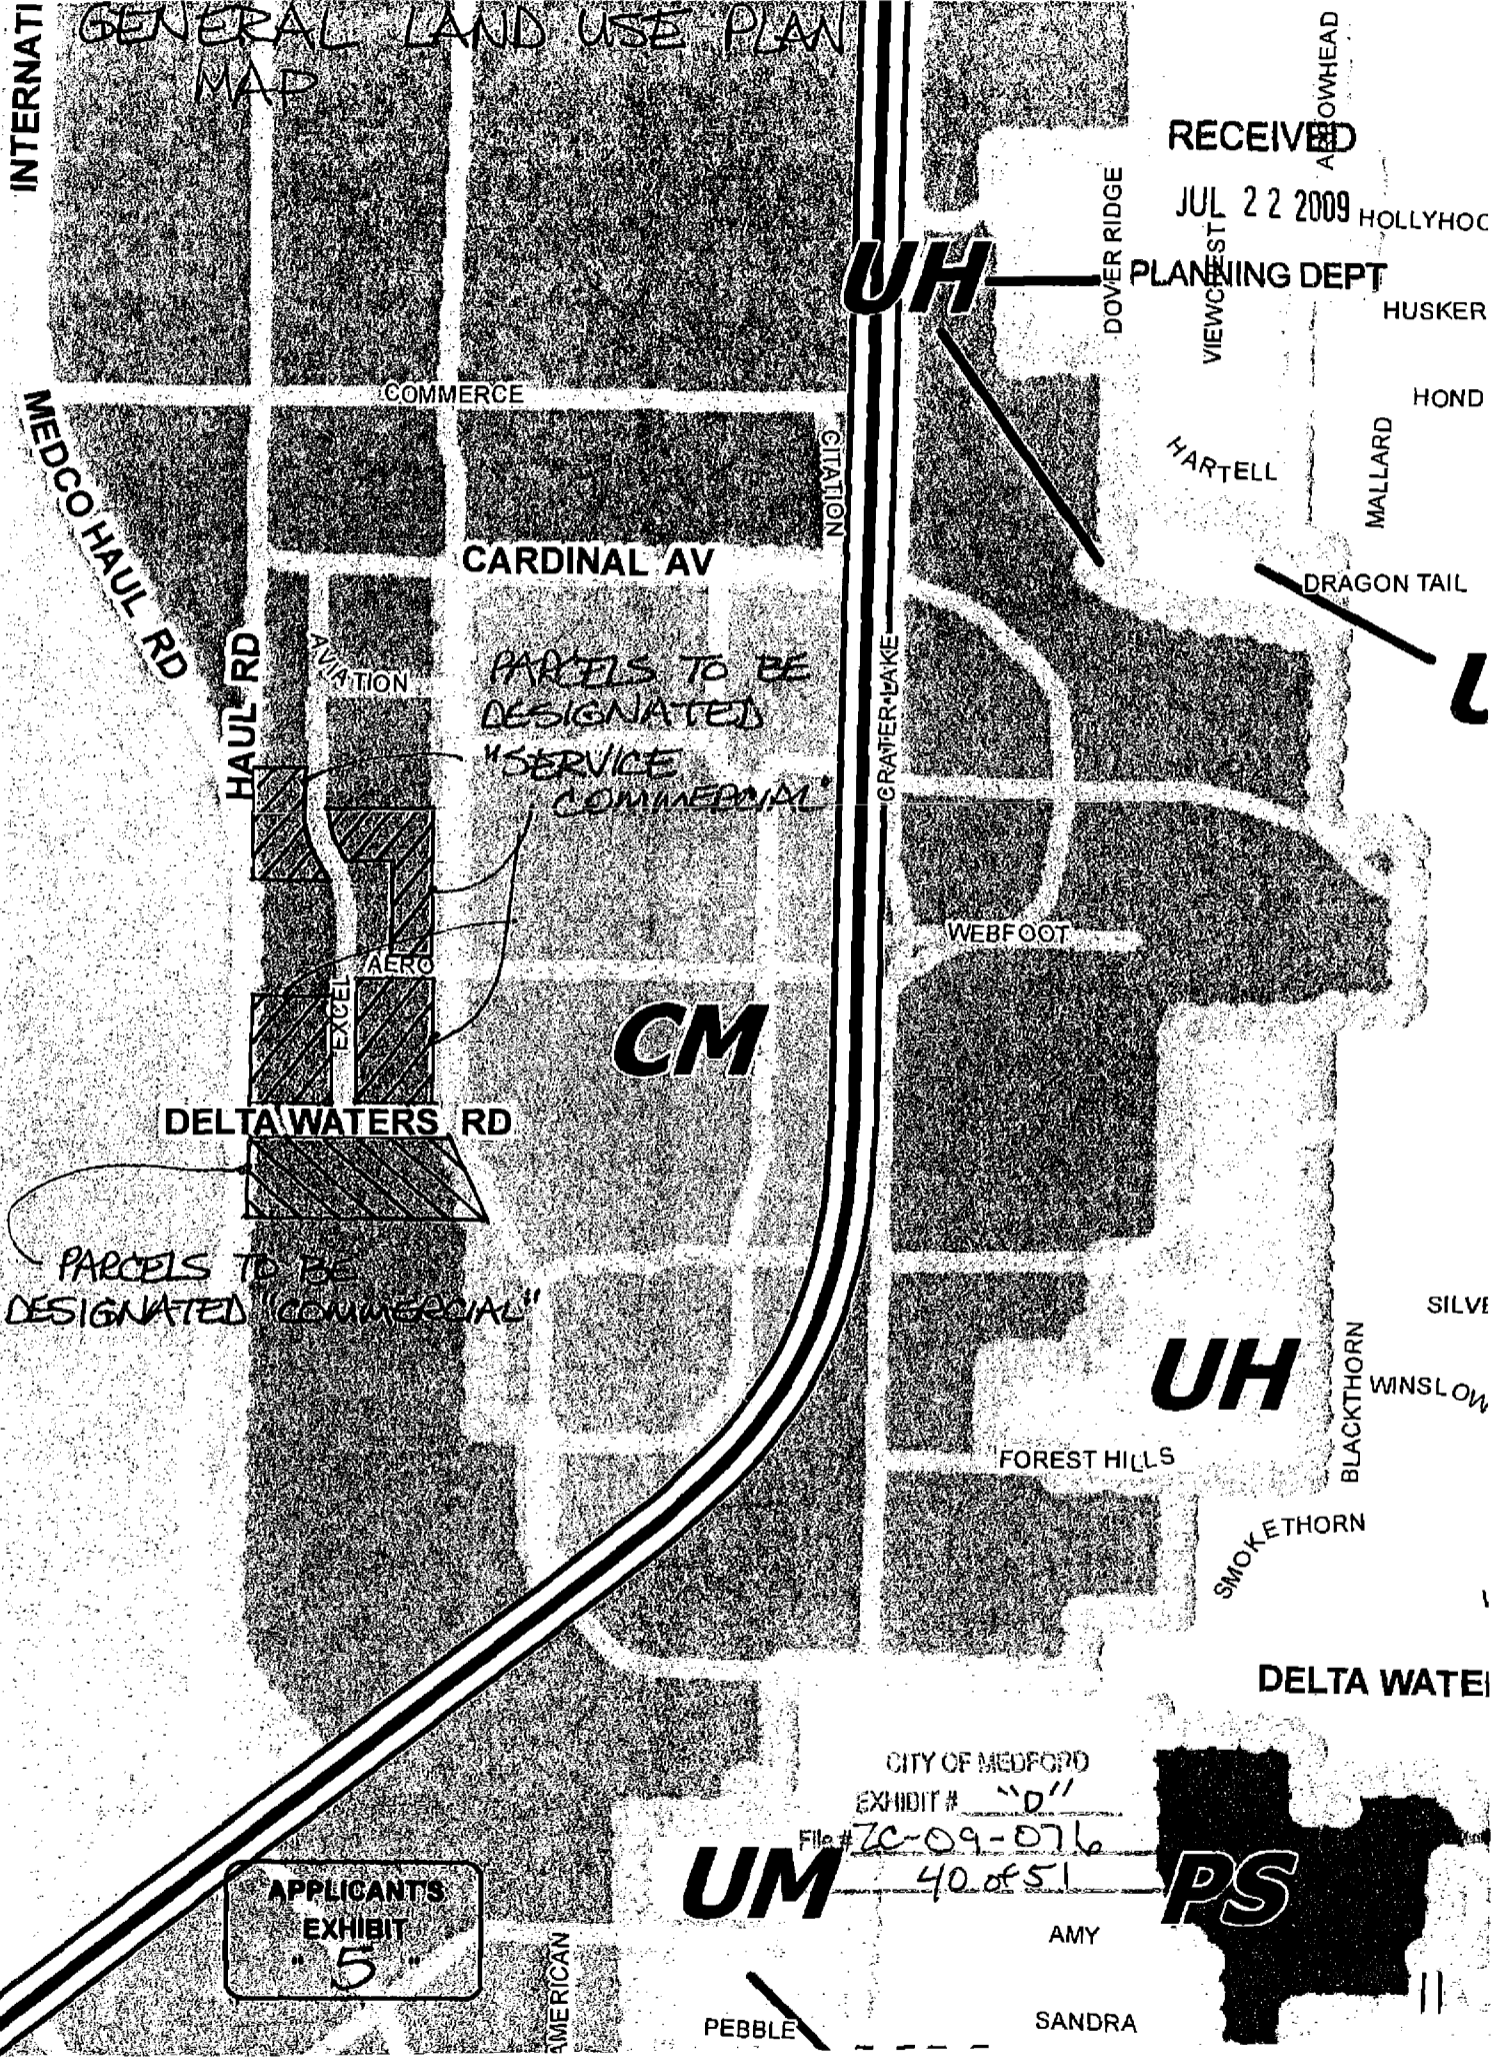 GENERAL LAND USE PLAN
MAP
INTERNATI
ARROWHEAD
RECEIVED
JUL 22 2009
HOLLYHOC
DOVER RIDGE
VIEWCREST
UH
PLANNING DEPT
HUSKER
COMMERCE
HOND
MEDCO HAUL RD
CITATION
HARTELL
MALLARD
CARDINAL AV
DRAGON TAIL
HAUL RD
AVIATION
PARCELS TO BE
DESIGNATED
"SERVICE
COMMERCIAL"
CRATER LAKE
U
WEBFOOT
AERO
EXCEL
CM
DELTA WATERS RD
PARCELS TO BE
DESIGNATED "COMMERCIAL"
SILVE
UH
BLACKTHORN
WINSLOW
FOREST HILLS
SMOKETHORN
DELTA WATE
CITY OF MEDFORD
EXHIBIT # "D"
File # ZC-09-076
40 of 51
UM
PS
APPLICANT'S
EXHIBIT
"5"
AMERICAN
AMY
PEBBLE
SANDRA
11